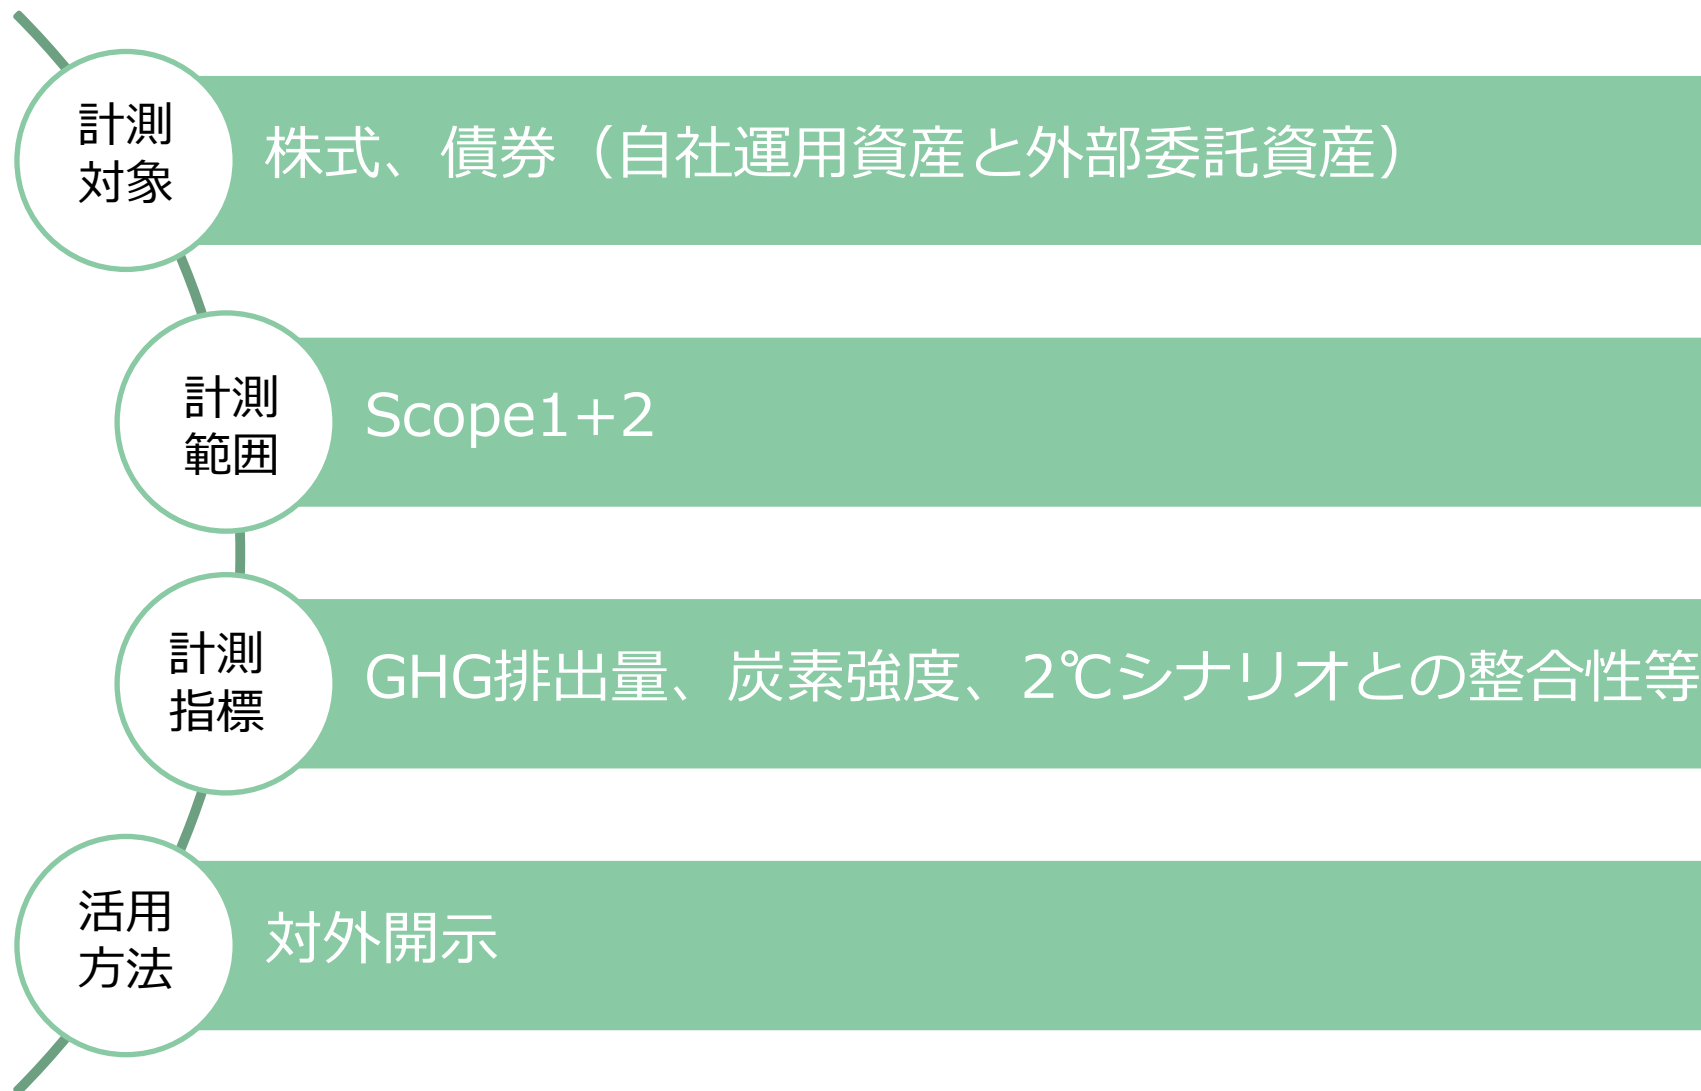 計測
対象
株式、債券（自社運用資産と外部委託資産）
計測
範囲
Scope1+2
計測
指標
GHG排出量、炭素強度、2℃シナリオとの整合性等
活用
方法
対外開示